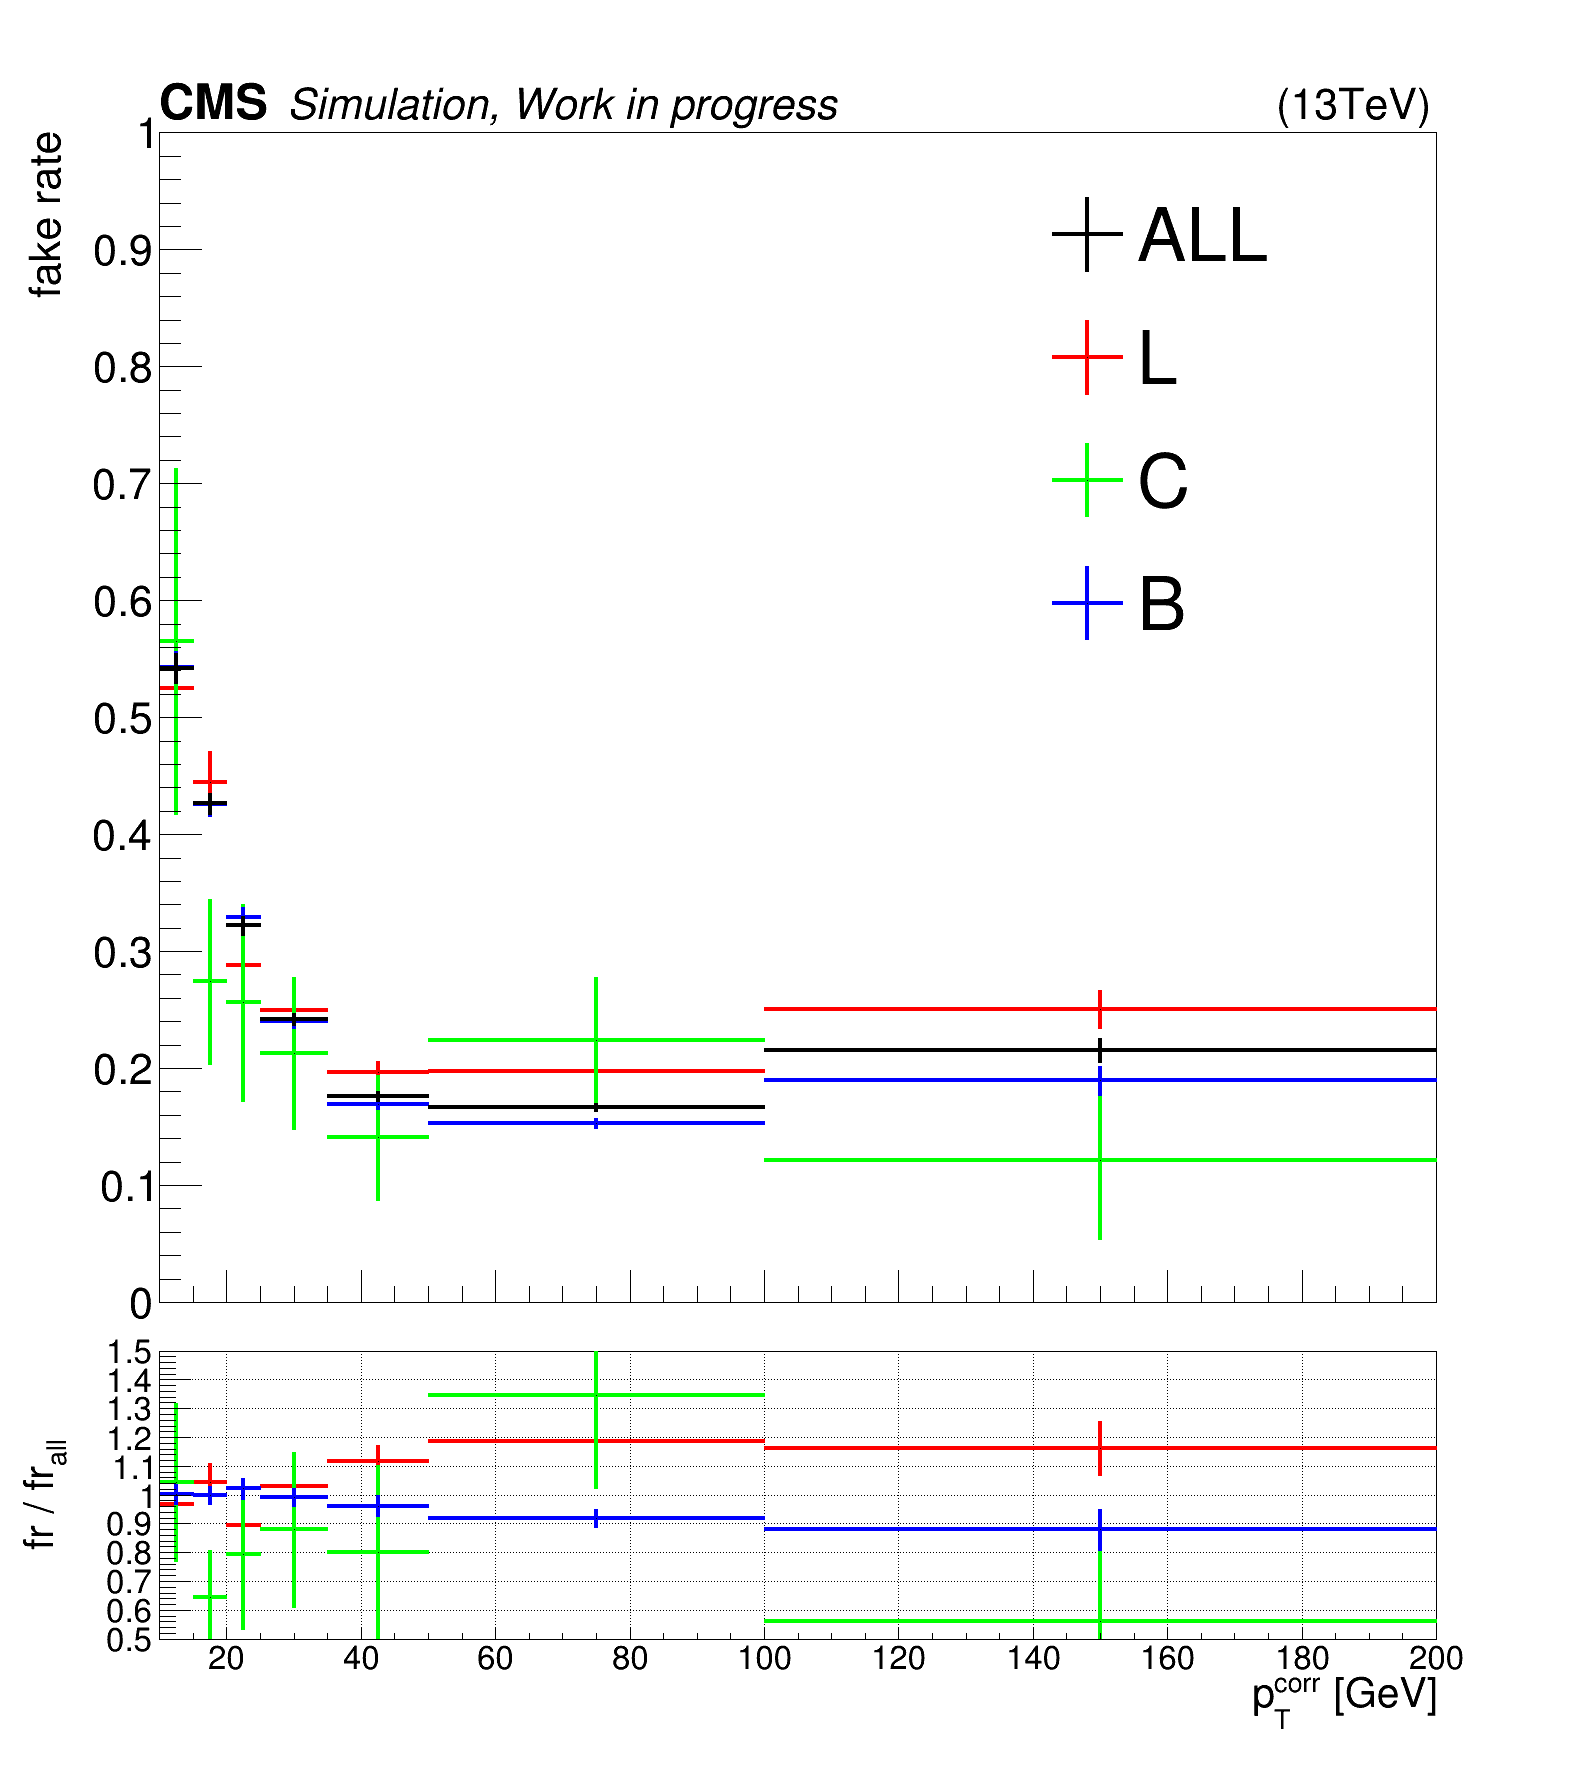 CMS Simulation, Work in progress (13TeV)
fake rate
1
0.9
0.8
0.7
0.6
0.5
0.4
0.3
0.2
0.1
0
ALL
L
C
B
fr / fr_all
1.5
1.4
1.3
1.2
1.1
1
0.9
0.8
0.7
0.6
0.5
20 40 60 80 100 120 140 160 180 200
p_T^corr [GeV]